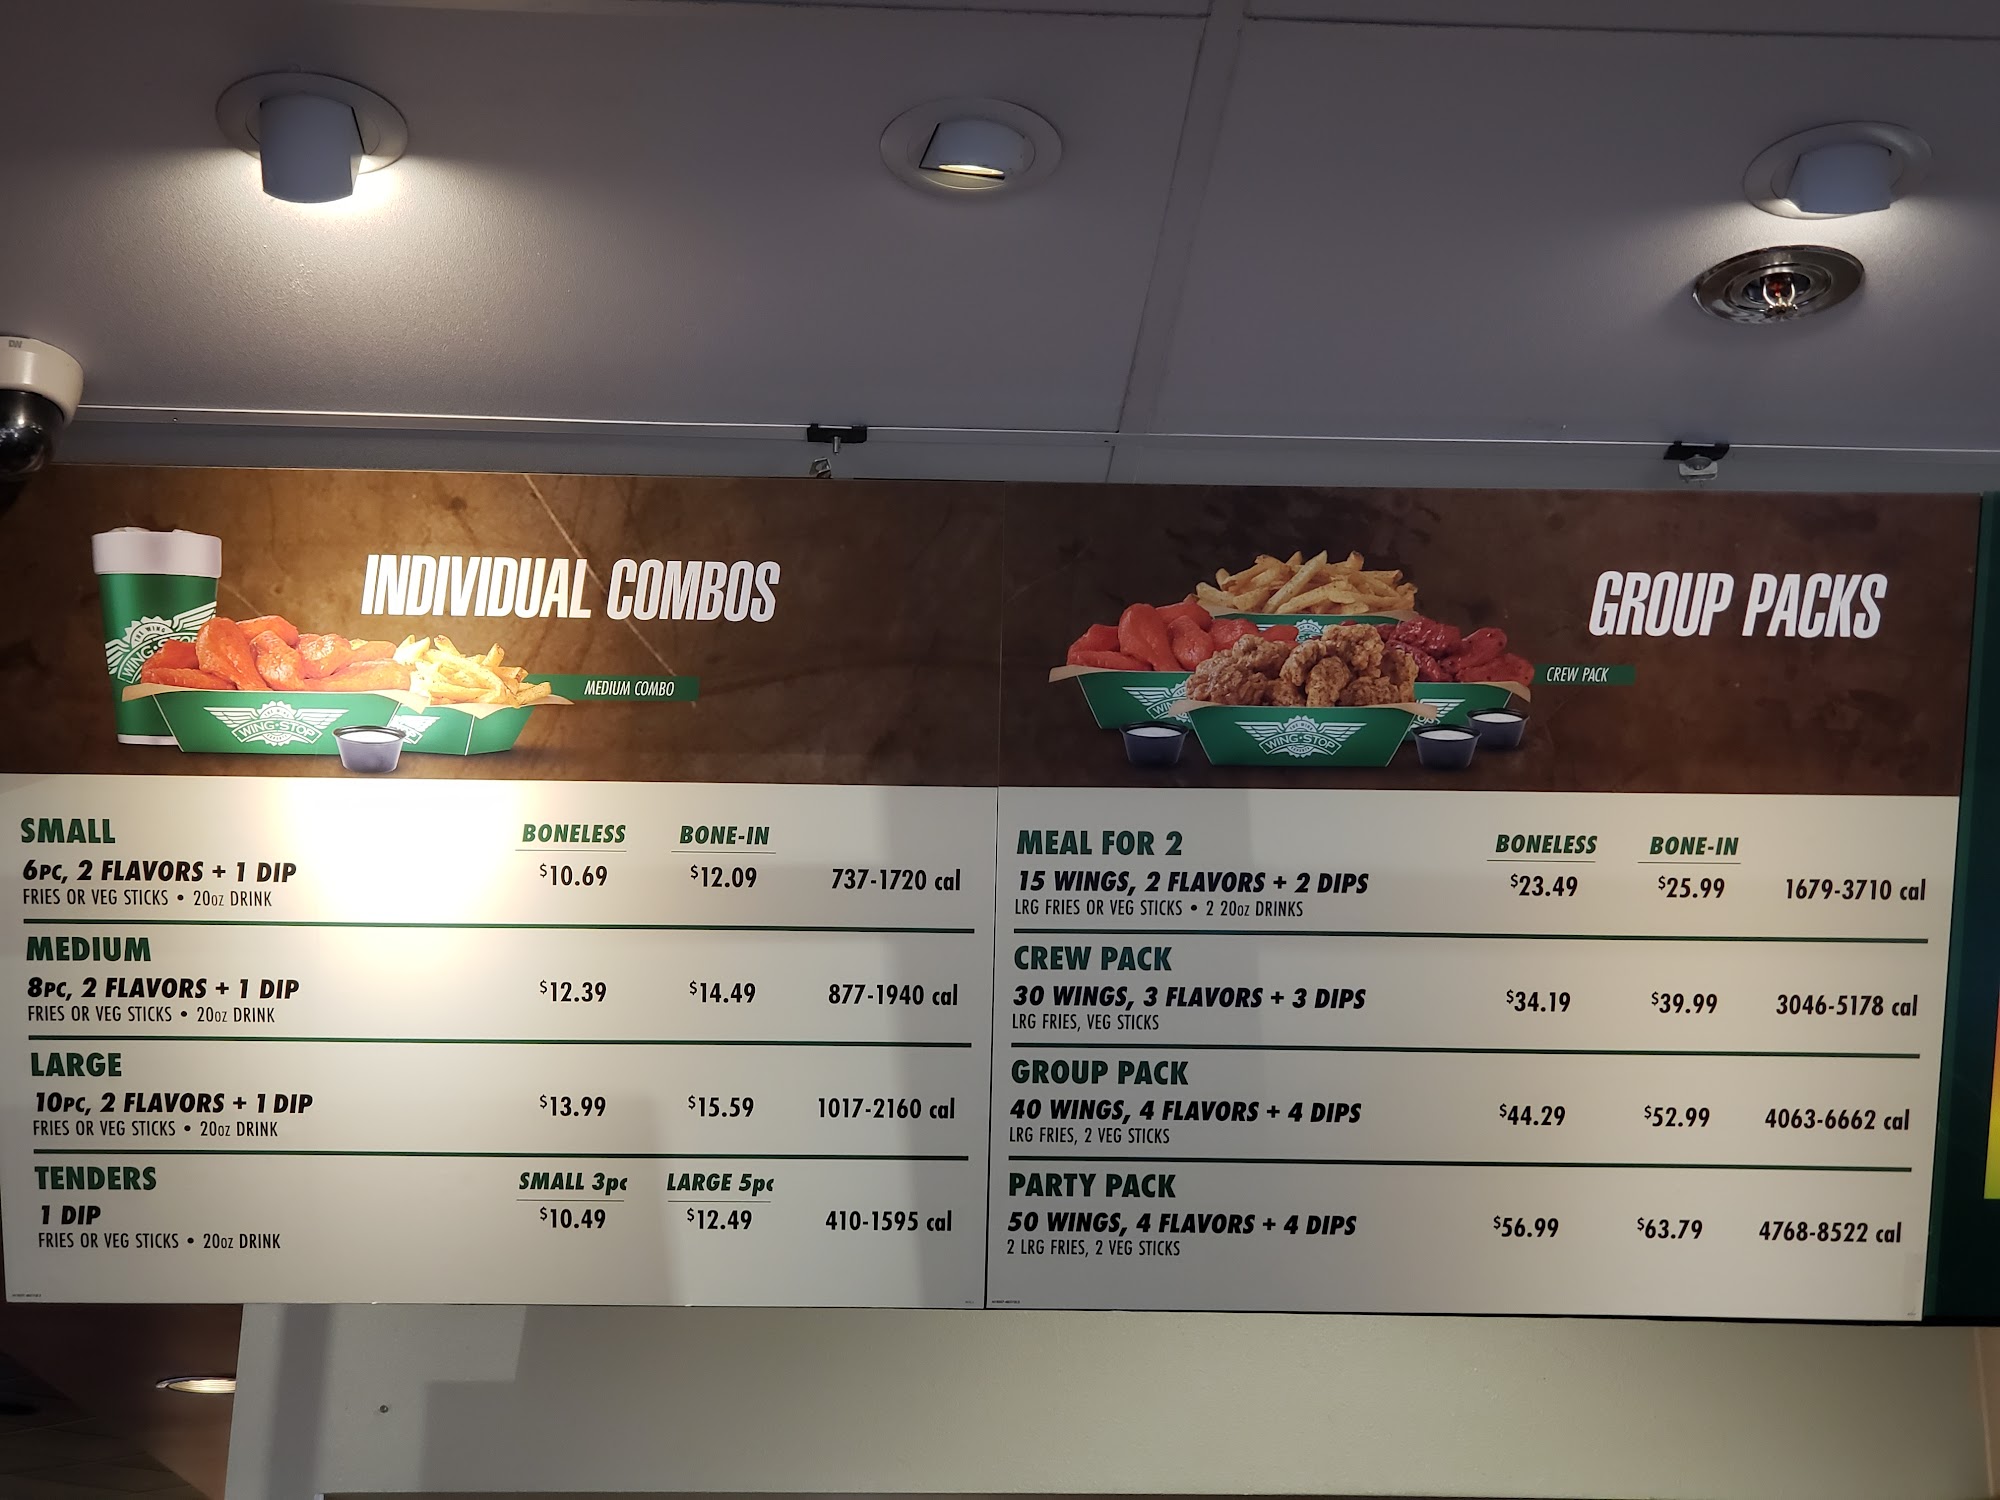 DW
INDIVIDUAL COMBOS
MEDIUM COMBO
THE WING
WING
WING-STOP
SMALL
BONELESS BONE-IN
6PC, 2 FLAVORS + 1 DIP $10.69 $12.09 737-1720 cal
FRIES OR VEG STICKS • 20OZ DRINK
MEDIUM
8PC, 2 FLAVORS + 1 DIP $12.39 $14.49 877-1940 cal
FRIES OR VEG STICKS • 20OZ DRINK
LARGE
10PC, 2 FLAVORS + 1 DIP $13.99 $15.59 1017-2160 cal
FRIES OR VEG STICKS • 20OZ DRINK
TENDERS SMALL 3pc LARGE 5pc
1 DIP $10.49 $12.49 410-1595 cal
FRIES OR VEG STICKS • 20OZ DRINK
GROUP PACKS
CREW PACK
WING-STOP
MEAL FOR 2 BONELESS BONE-IN
15 WINGS, 2 FLAVORS + 2 DIPS $23.49 $25.99 1679-3710 cal
LRG FRIES OR VEG STICKS • 2 20OZ DRINKS
CREW PACK
30 WINGS, 3 FLAVORS + 3 DIPS $34.19 $39.99 3046-5178 cal
LRG FRIES, VEG STICKS
GROUP PACK
40 WINGS, 4 FLAVORS + 4 DIPS $44.29 $52.99 4063-6662 cal
LRG FRIES, 2 VEG STICKS
PARTY PACK
50 WINGS, 4 FLAVORS + 4 DIPS $56.99 $63.79 4768-8522 cal
2 LRG FRIES, 2 VEG STICKS